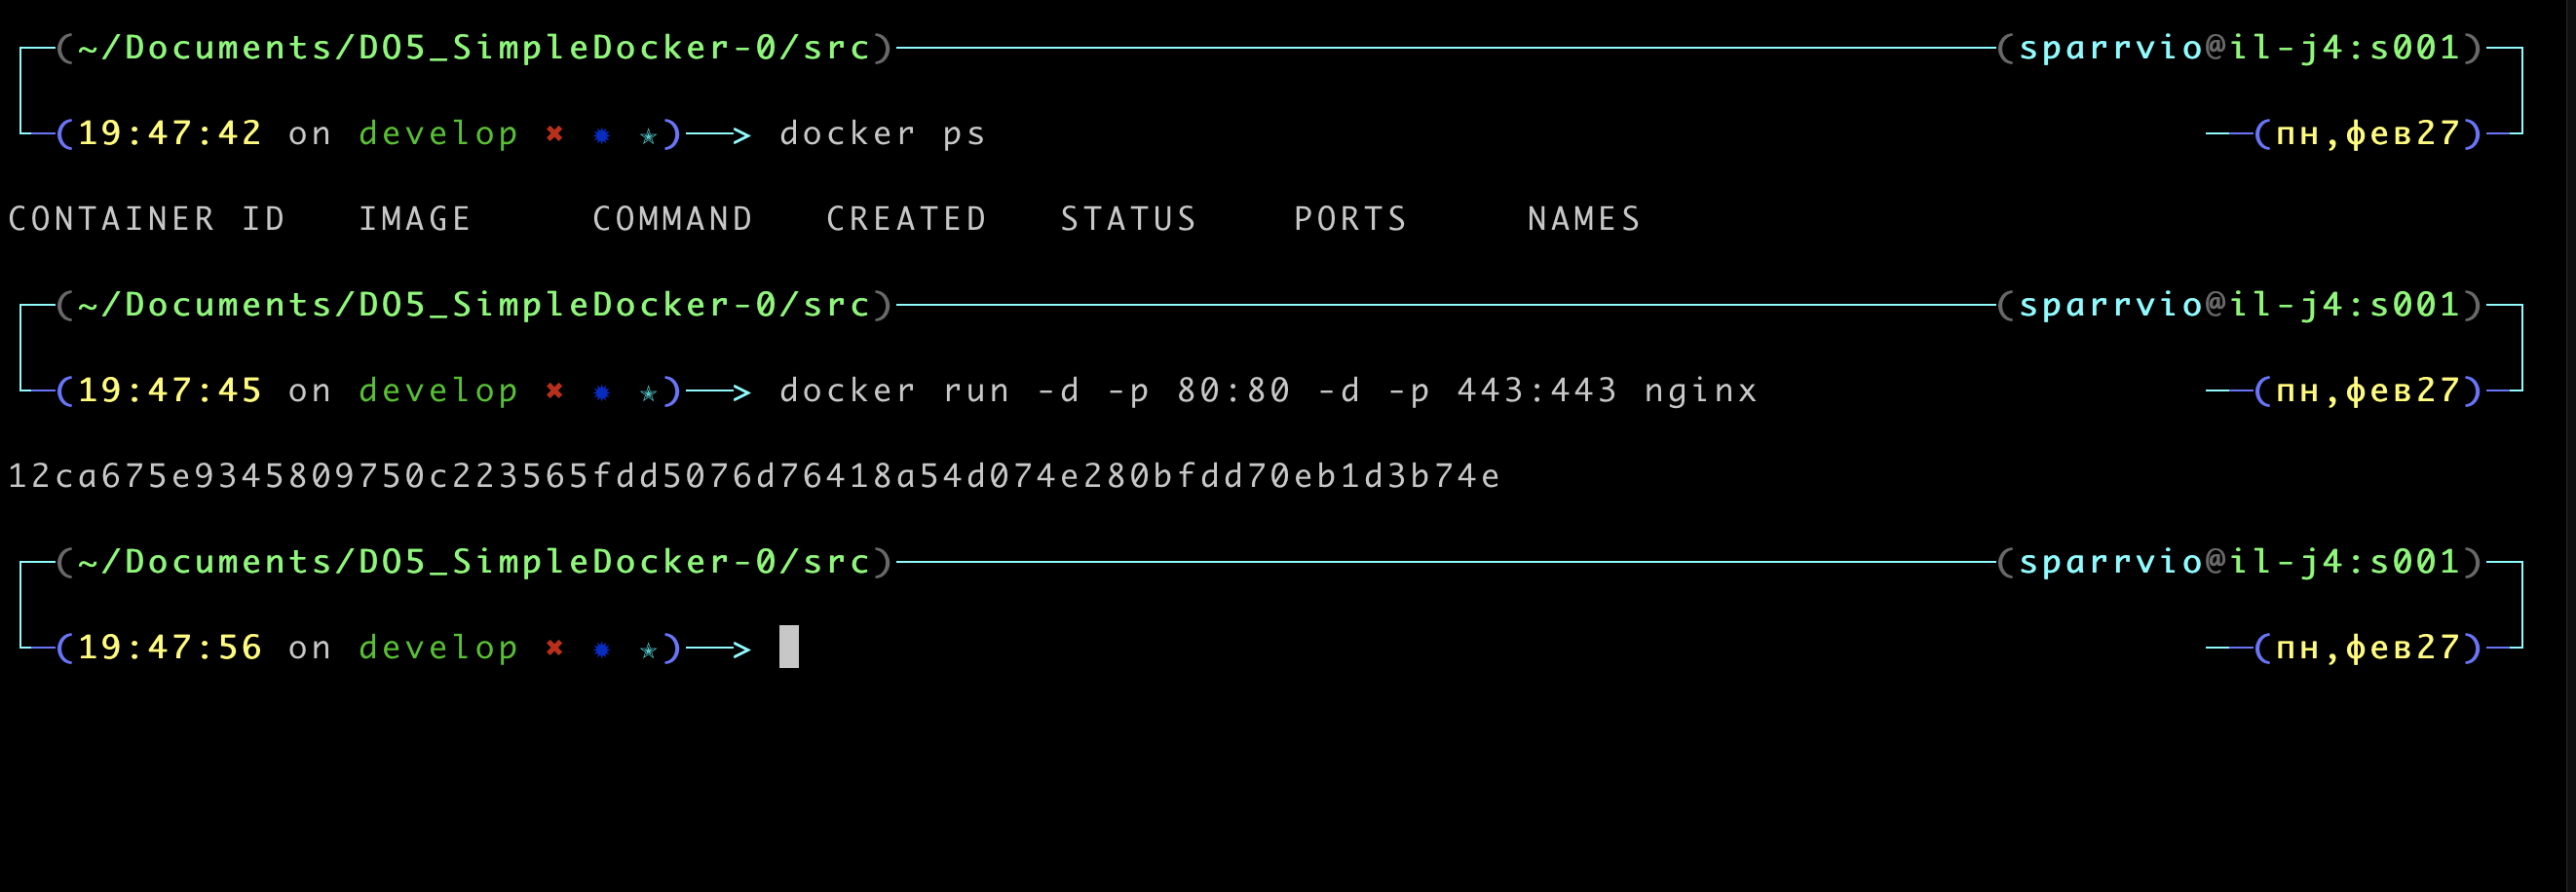 (~/Documents/DO5_SimpleDocker-0/src) (sparrvio@il-j4:s001)
(19:47:42 on develop ✖ ✹ ✭)──> docker ps ──(пн,фев27)
CONTAINER ID IMAGE COMMAND CREATED STATUS PORTS NAMES
(~/Documents/DO5_SimpleDocker-0/src) (sparrvio@il-j4:s001)
(19:47:45 on develop ✖ ✹ ✭)──> docker run -d -p 80:80 -d -p 443:443 nginx ──(пн,фев27)
12ca675e9345809750c223565fdd5076d76418a54d074e280bfdd70eb1d3b74e
(~/Documents/DO5_SimpleDocker-0/src) (sparrvio@il-j4:s001)
(19:47:56 on develop ✖ ✹ ✭)──> ──(пн,фев27)